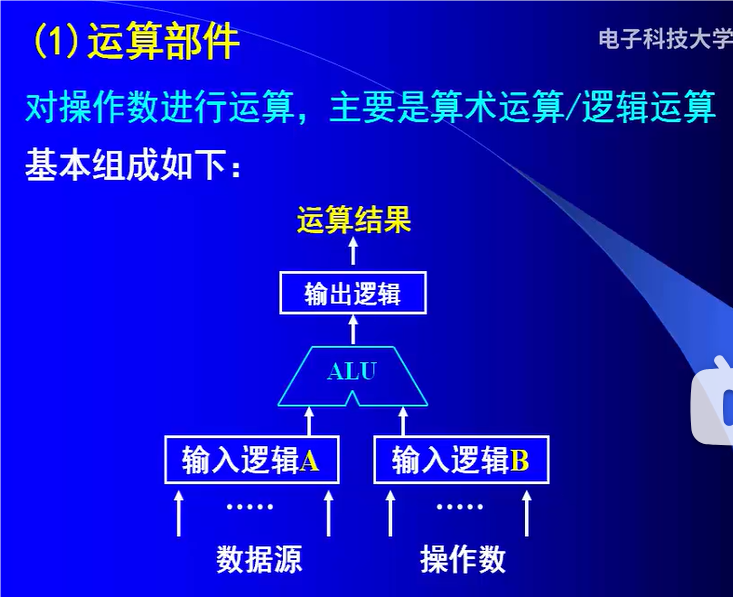 (1)运算部件
电子科技大学
对操作数进行运算，主要是算术运算/逻辑运算
基本组成如下：
运算结果
输出逻辑
ALU
输入逻辑A
输入逻辑B
·····
·····
数据源
操作数